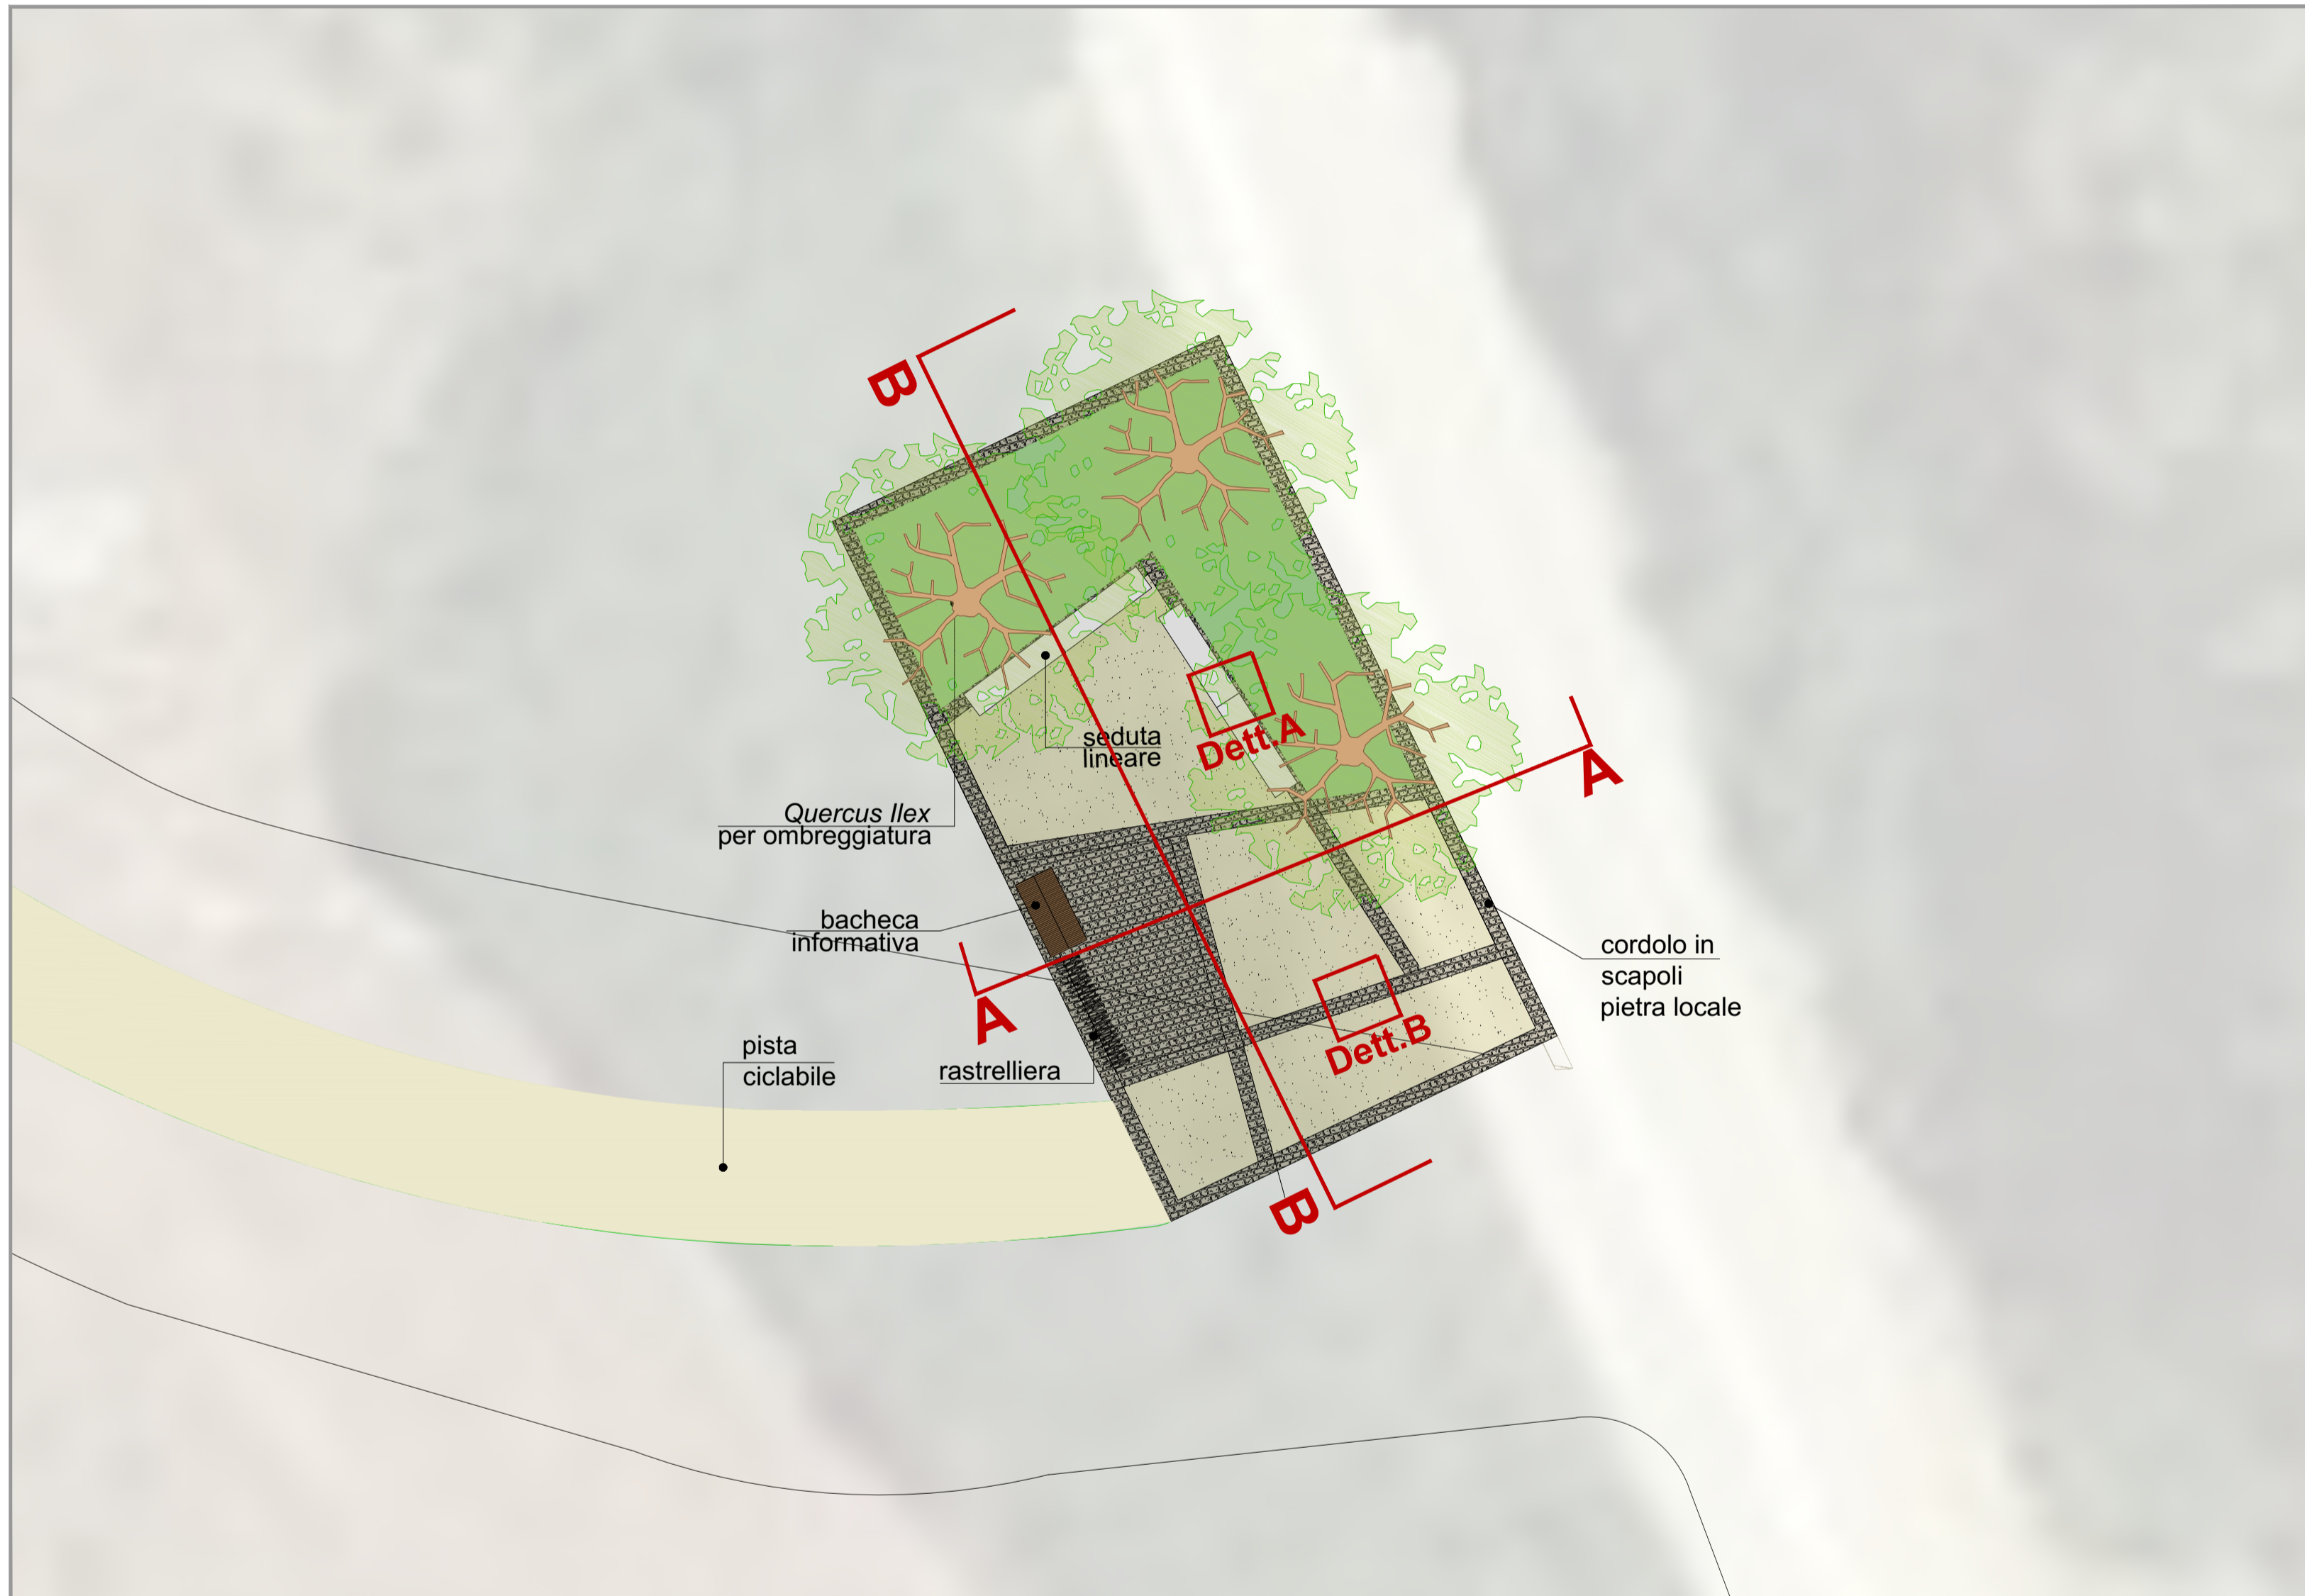 B
seduta
lineare
Dett.A
A
Quercus Ilex
per ombreggiatura
bacheca
informativa
cordolo in
scapoli
pietra locale
A
Dett.B
pista
ciclabile
rastrelliera
B